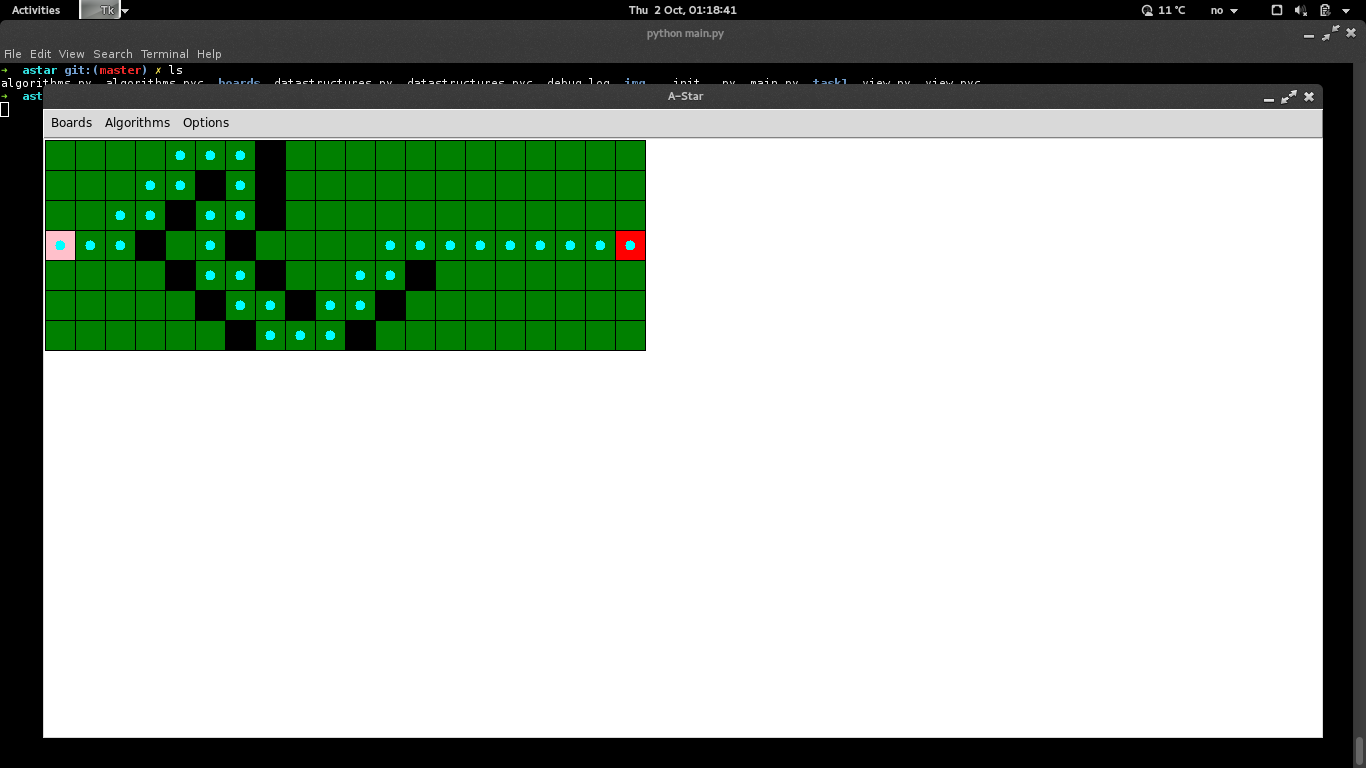 Activities Tk Thu 2 Oct, 01:18:41 11 °C no
python main.py
File Edit View Search Terminal Help
➜ astar git:(master) ✗ ls
algorithms.py algorithms.pyc boards datastructures.py datastructures.pyc debug.log img __init__.py main.py task1 view.py view.pyc
➜ ast
A-Star
Boards Algorithms Options